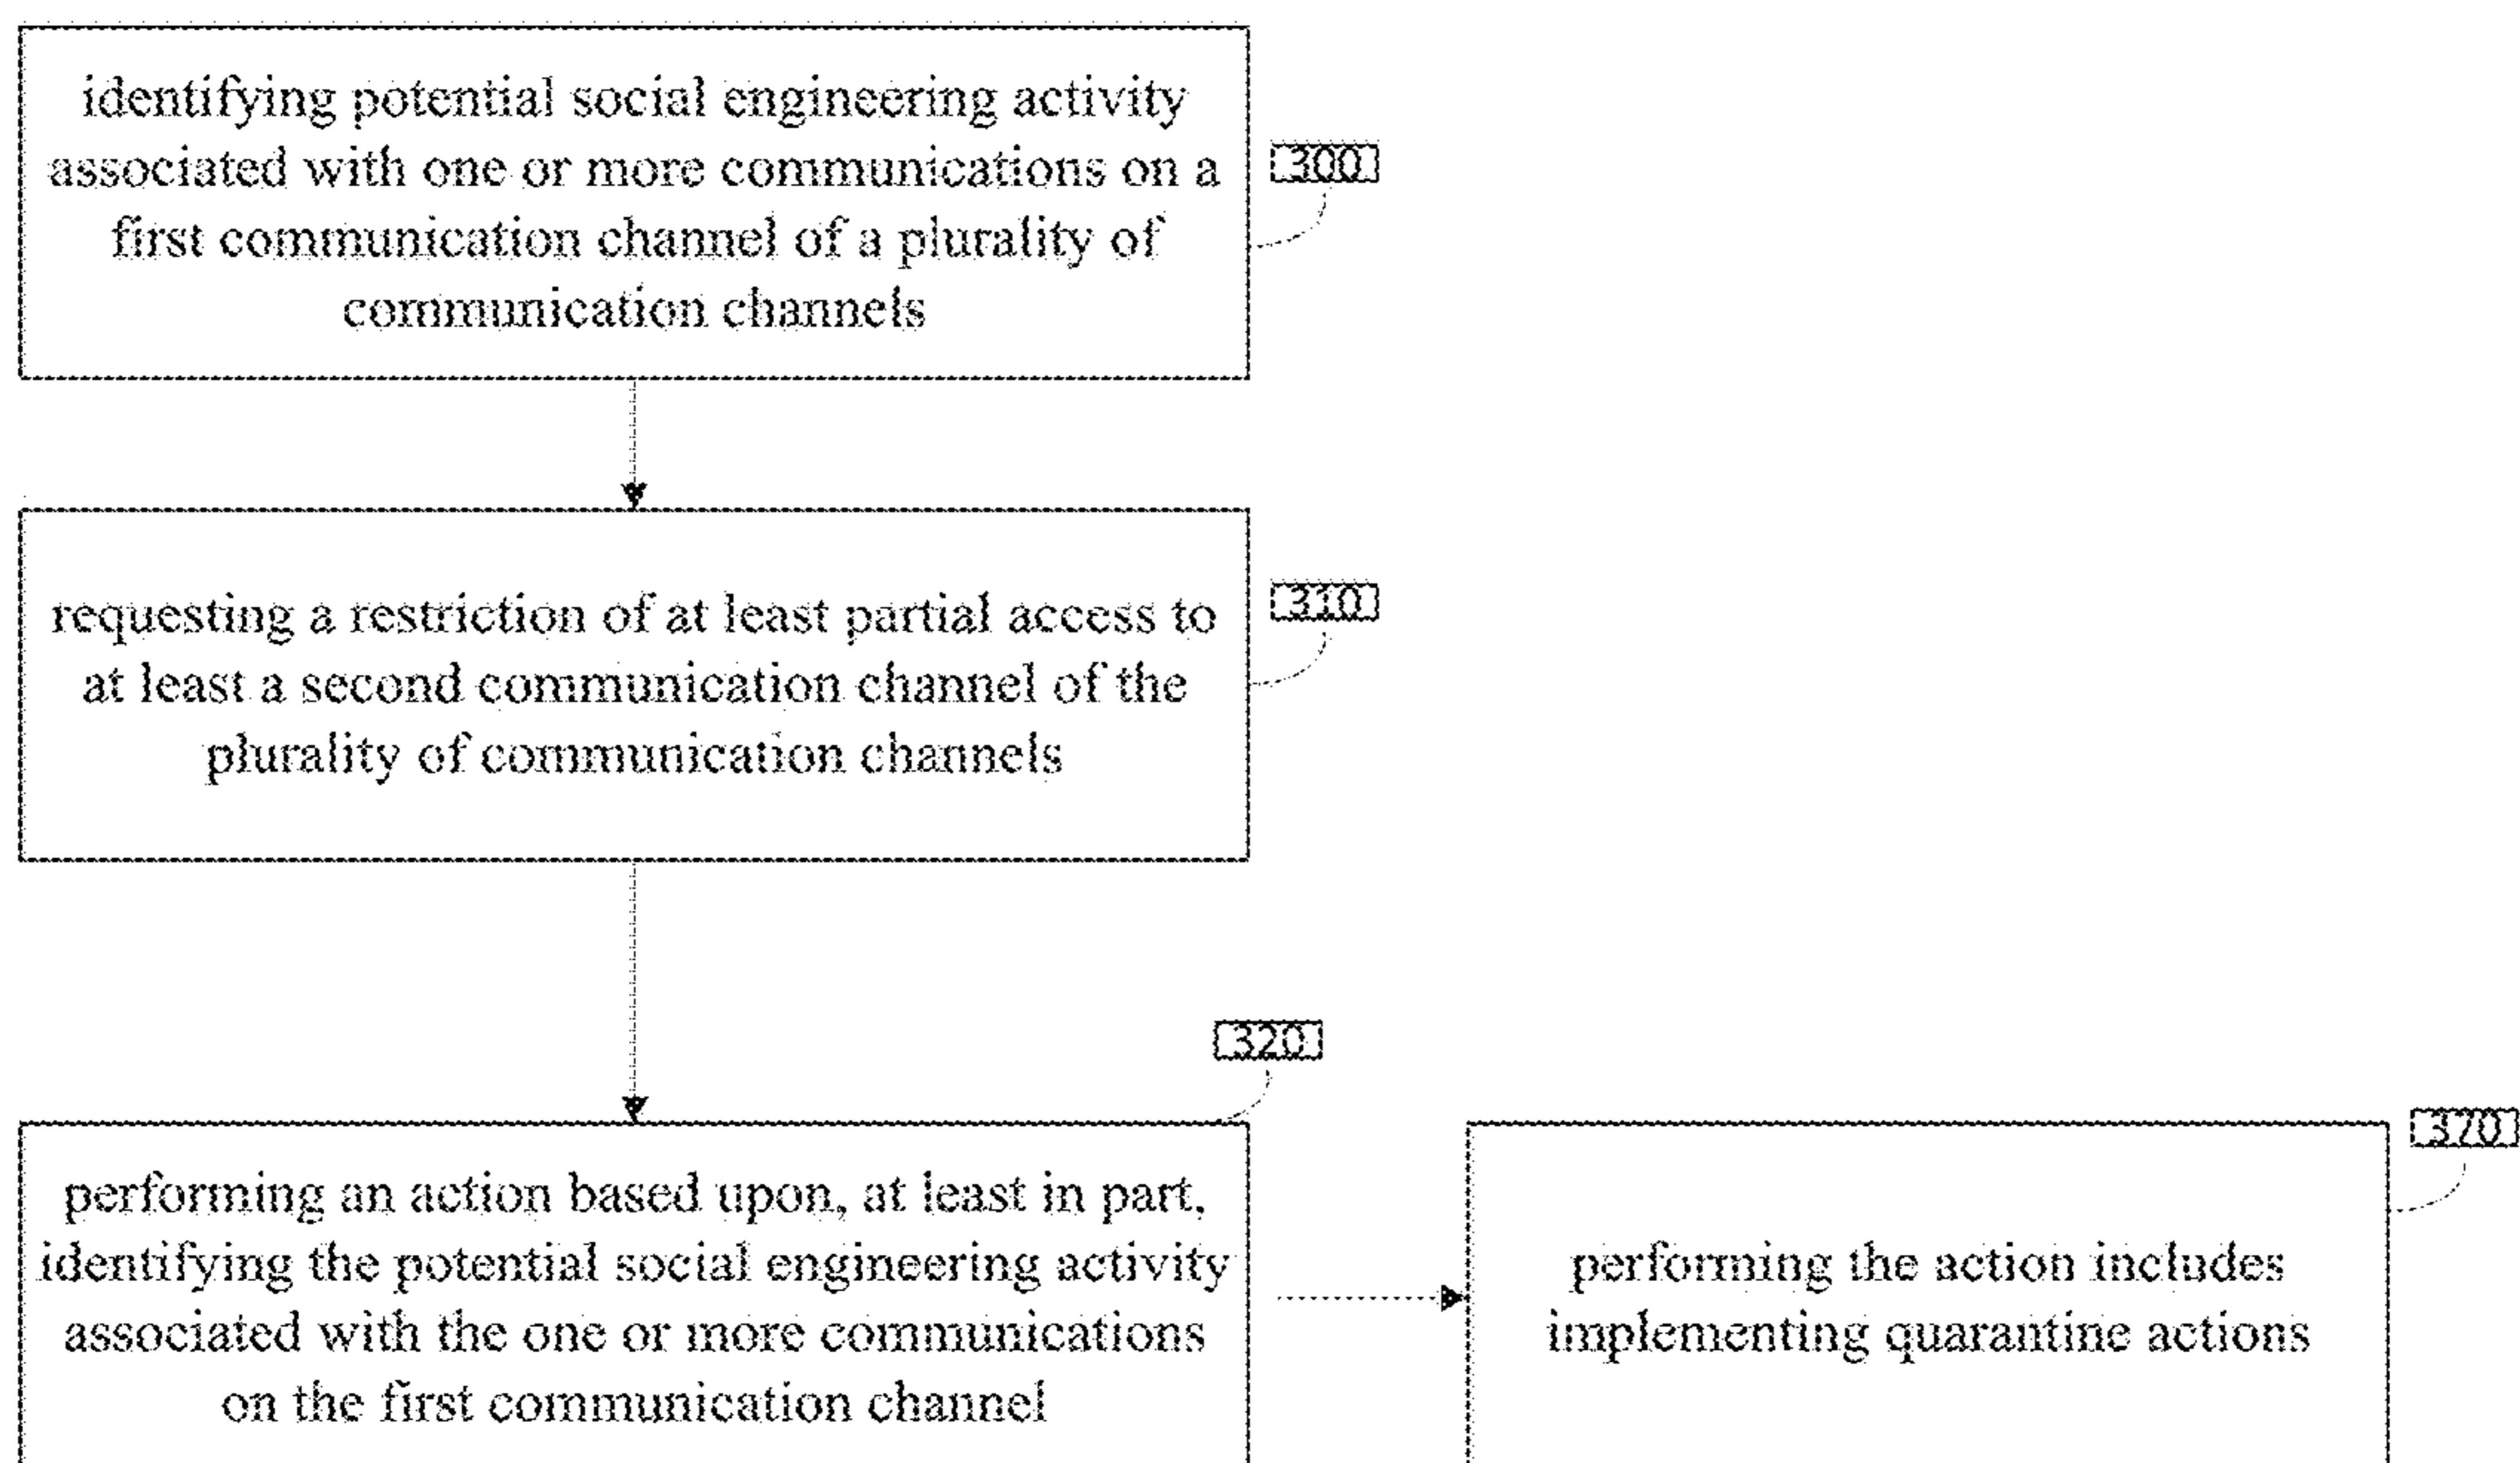 identifying potential social engineering activity
associated with one or more communications on a
first communication channel of a plurality of
communication channels
300
requesting a restriction of at least partial access to
at least a second communication channel of the
plurality of communication channels
310
320
performing an action based upon, at least in part,
identifying the potential social engineering activity
associated with the one or more communications
on the first communication channel
370
performing the action includes
implementing quarantine actions